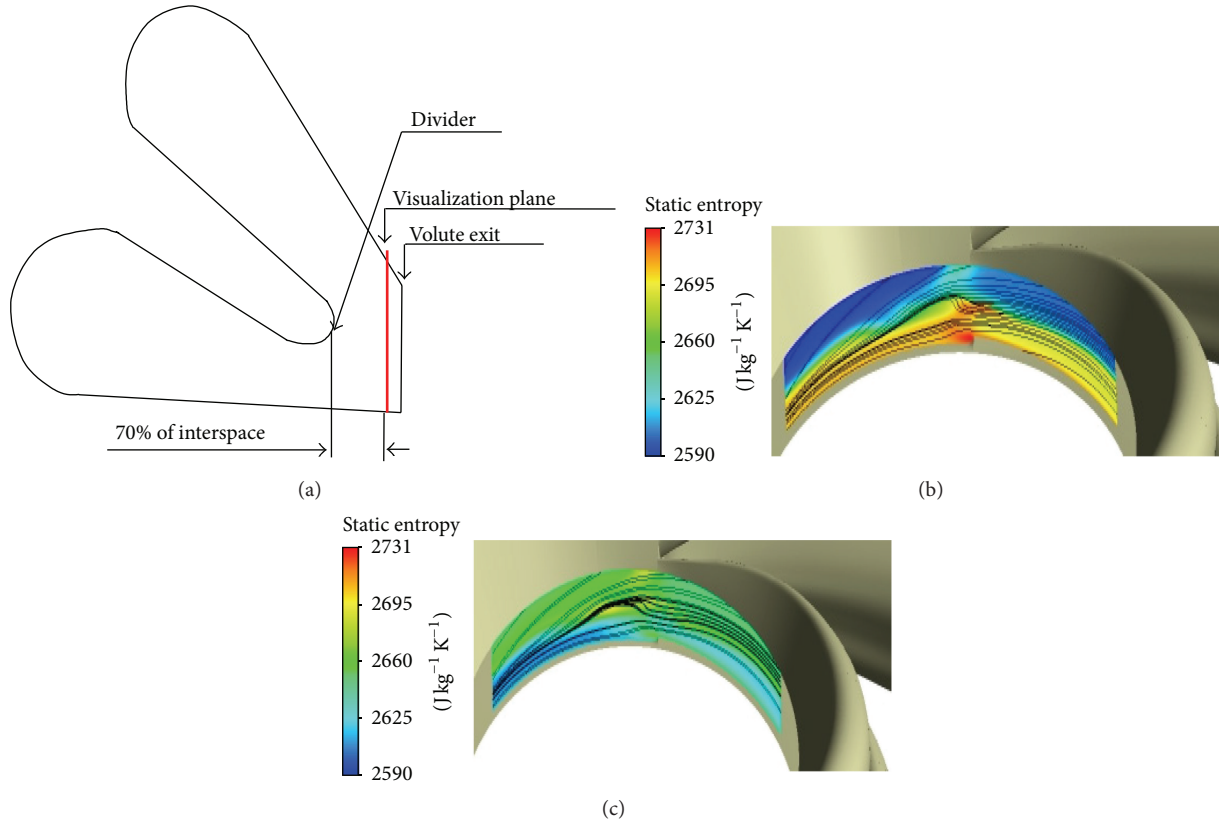 Divider
Visualization plane
Volute exit
70% of interspace
(a)
Static entropy
2731
2695
2660
2625
2590
(J kg⁻¹ K⁻¹)
(b)
Static entropy
2731
2695
2660
2625
2590
(J kg⁻¹ K⁻¹)
(c)